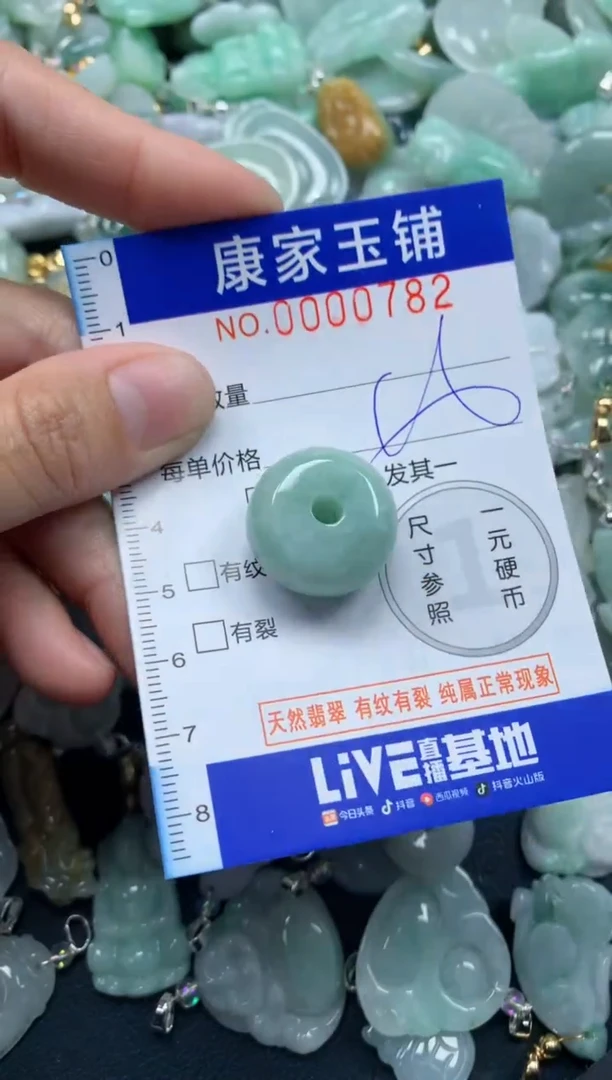 0
康家玉铺
1
NO.0000782
数量
每单价格
发其一
4
尺寸参照
一元硬币
5
有纹
有裂
6
天然翡翠 有纹有裂 纯属正常现象
7
LiVE直播基地
8
今日头条 抖音 西瓜视频 抖音火山版